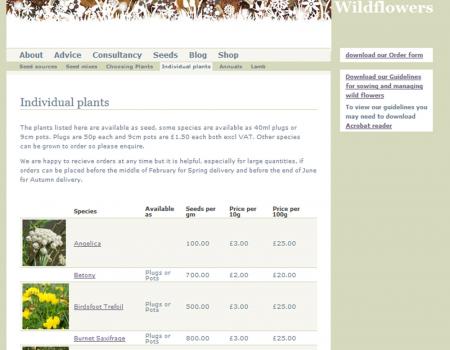 Wildflowers
About Advice Consultancy Seeds Blog Shop
Seed sources Seed mixes Choosing Plants Individual plants Annuals Lamb
download our Order form
download our Guidelines
for sowing and managing
wild flowers
To view our guidelines you
may need to download
Acrobat reader
Individual plants
The plants listed here are available as seed, some species are available as 40ml plugs or
9cm pots. Plugs are 50p each and 9cm pots are £1.50 each both excl VAT. Other species
can be grown to order so please enquire.
We are happy to recieve orders at any time but it is helpful, especially for large quantities, if
orders can be placed before the middle of February for Spring delivery and before the end of June
for Autumn delivery.
Species Available as Seeds per gm Price per 10g Price per 100g
Angelica 100.00 £3.00 £25.00
Betony Plugs or Pots 700.00 £2.00 £20.00
Birdsfoot Trefoil Plugs or Pots 500.00 £3.00 £25.00
Burnet Saxifrage Plugs or Pots 800.00 £3.00 £25.00